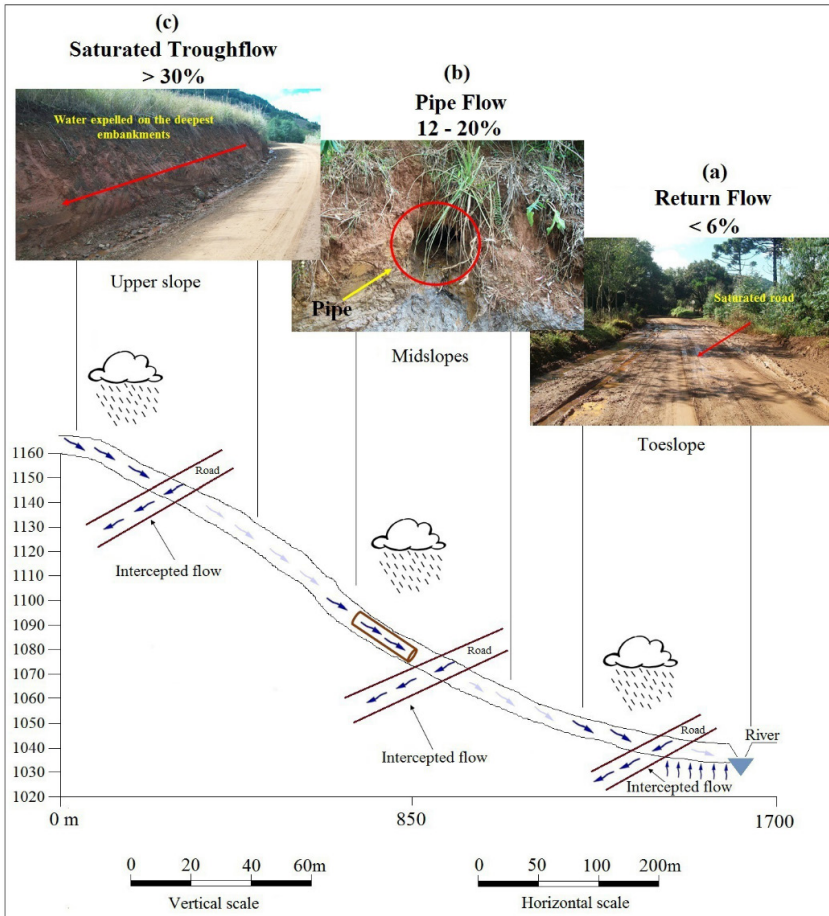 (c)
Saturated Troughflow
> 30%
Water expelled on the deepest
embankments
(b)
Pipe Flow
12 - 20%
Pipe
(a)
Return Flow
< 6%
Saturated road
Upper slope
Midslopes
Toeslope
1160
1150
1140
1130
1120
1110
1100
1090
1080
1070
1060
1050
1040
1030
1020
Road
Intercepted flow
Road
Intercepted flow
Road
Intercepted flow
River
0 m
850
1700
0 20 40 60m
Vertical scale
0 50 100 200m
Horizontal scale